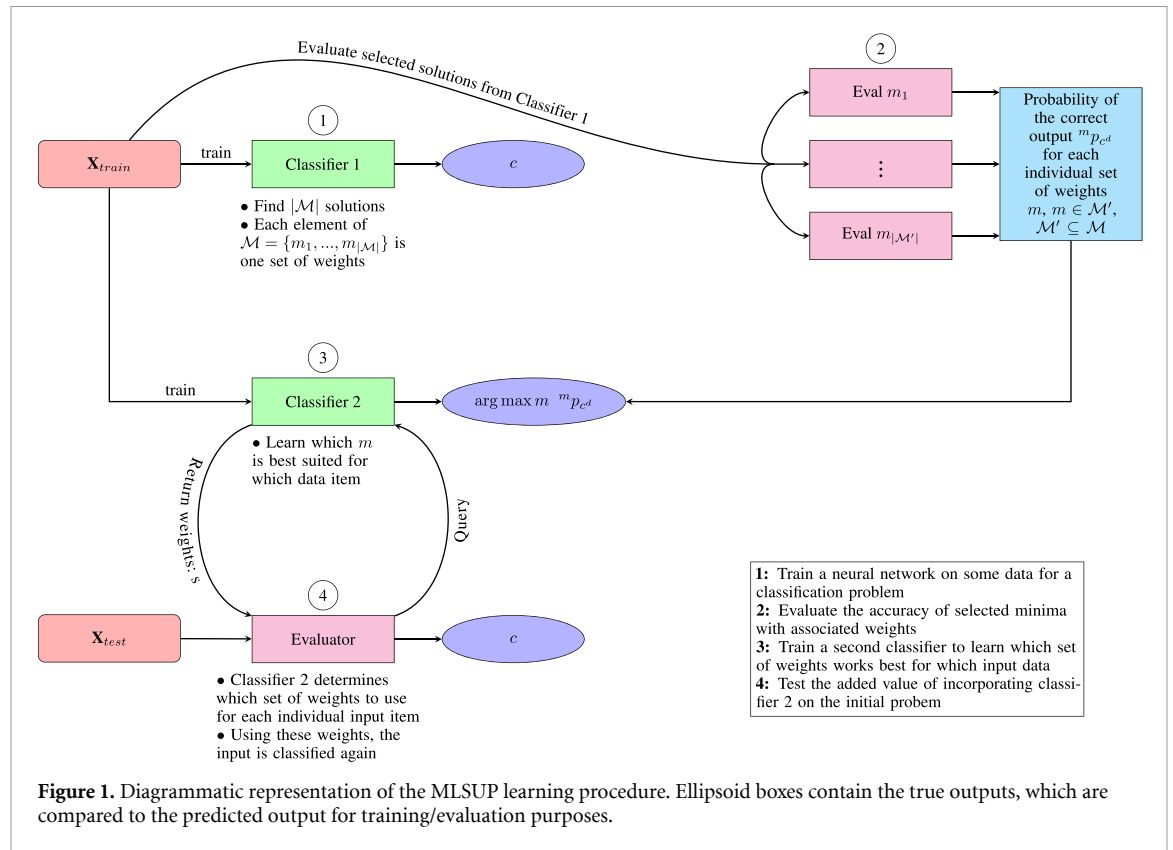 Evaluate selected solutions from Classifier 1
2
Eval m₁
⋮
Eval m_{|ℳ′|}
Probability of
the correct
output ᵐp_{c^d}
for each
individual set
of weights
m, m ∈ ℳ′,
ℳ′ ⊆ ℳ
1
X_{train}
train
Classifier 1
c
• Find |ℳ| solutions
• Each element of
ℳ = {m₁, ..., m_{|ℳ|}} is
one set of weights
3
train
Classifier 2
arg max m ᵐp_{c^d}
• Learn which m
is best suited for
which data item
Return weights: s
Query
4
X_{test}
Evaluator
c
• Classifier 2 determines
which set of weights to use
for each individual input item
• Using these weights, the
input is classified again
1: Train a neural network on some data for a
classification problem
2: Evaluate the accuracy of selected minima
with associated weights
3: Train a second classifier to learn which set
of weights works best for which input data
4: Test the added value of incorporating classi-
fier 2 on the initial probem
Figure 1. Diagrammatic representation of the MLSUP learning procedure. Ellipsoid boxes contain the true outputs, which are
compared to the predicted output for training/evaluation purposes.